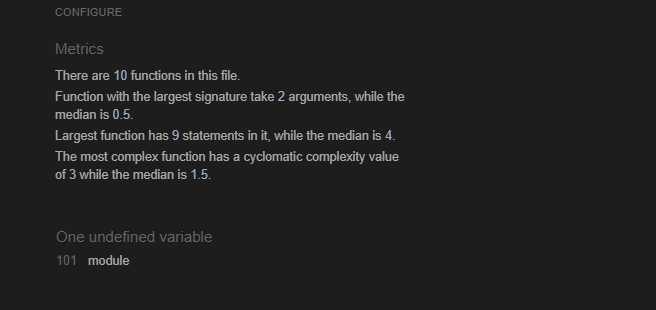 CONFIGURE
Metrics
There are 10 functions in this file.
Function with the largest signature take 2 arguments, while the
median is 0.5.
Largest function has 9 statements in it, while the median is 4.
The most complex function has a cyclomatic complexity value
of 3 while the median is 1.5.
One undefined variable
101 module